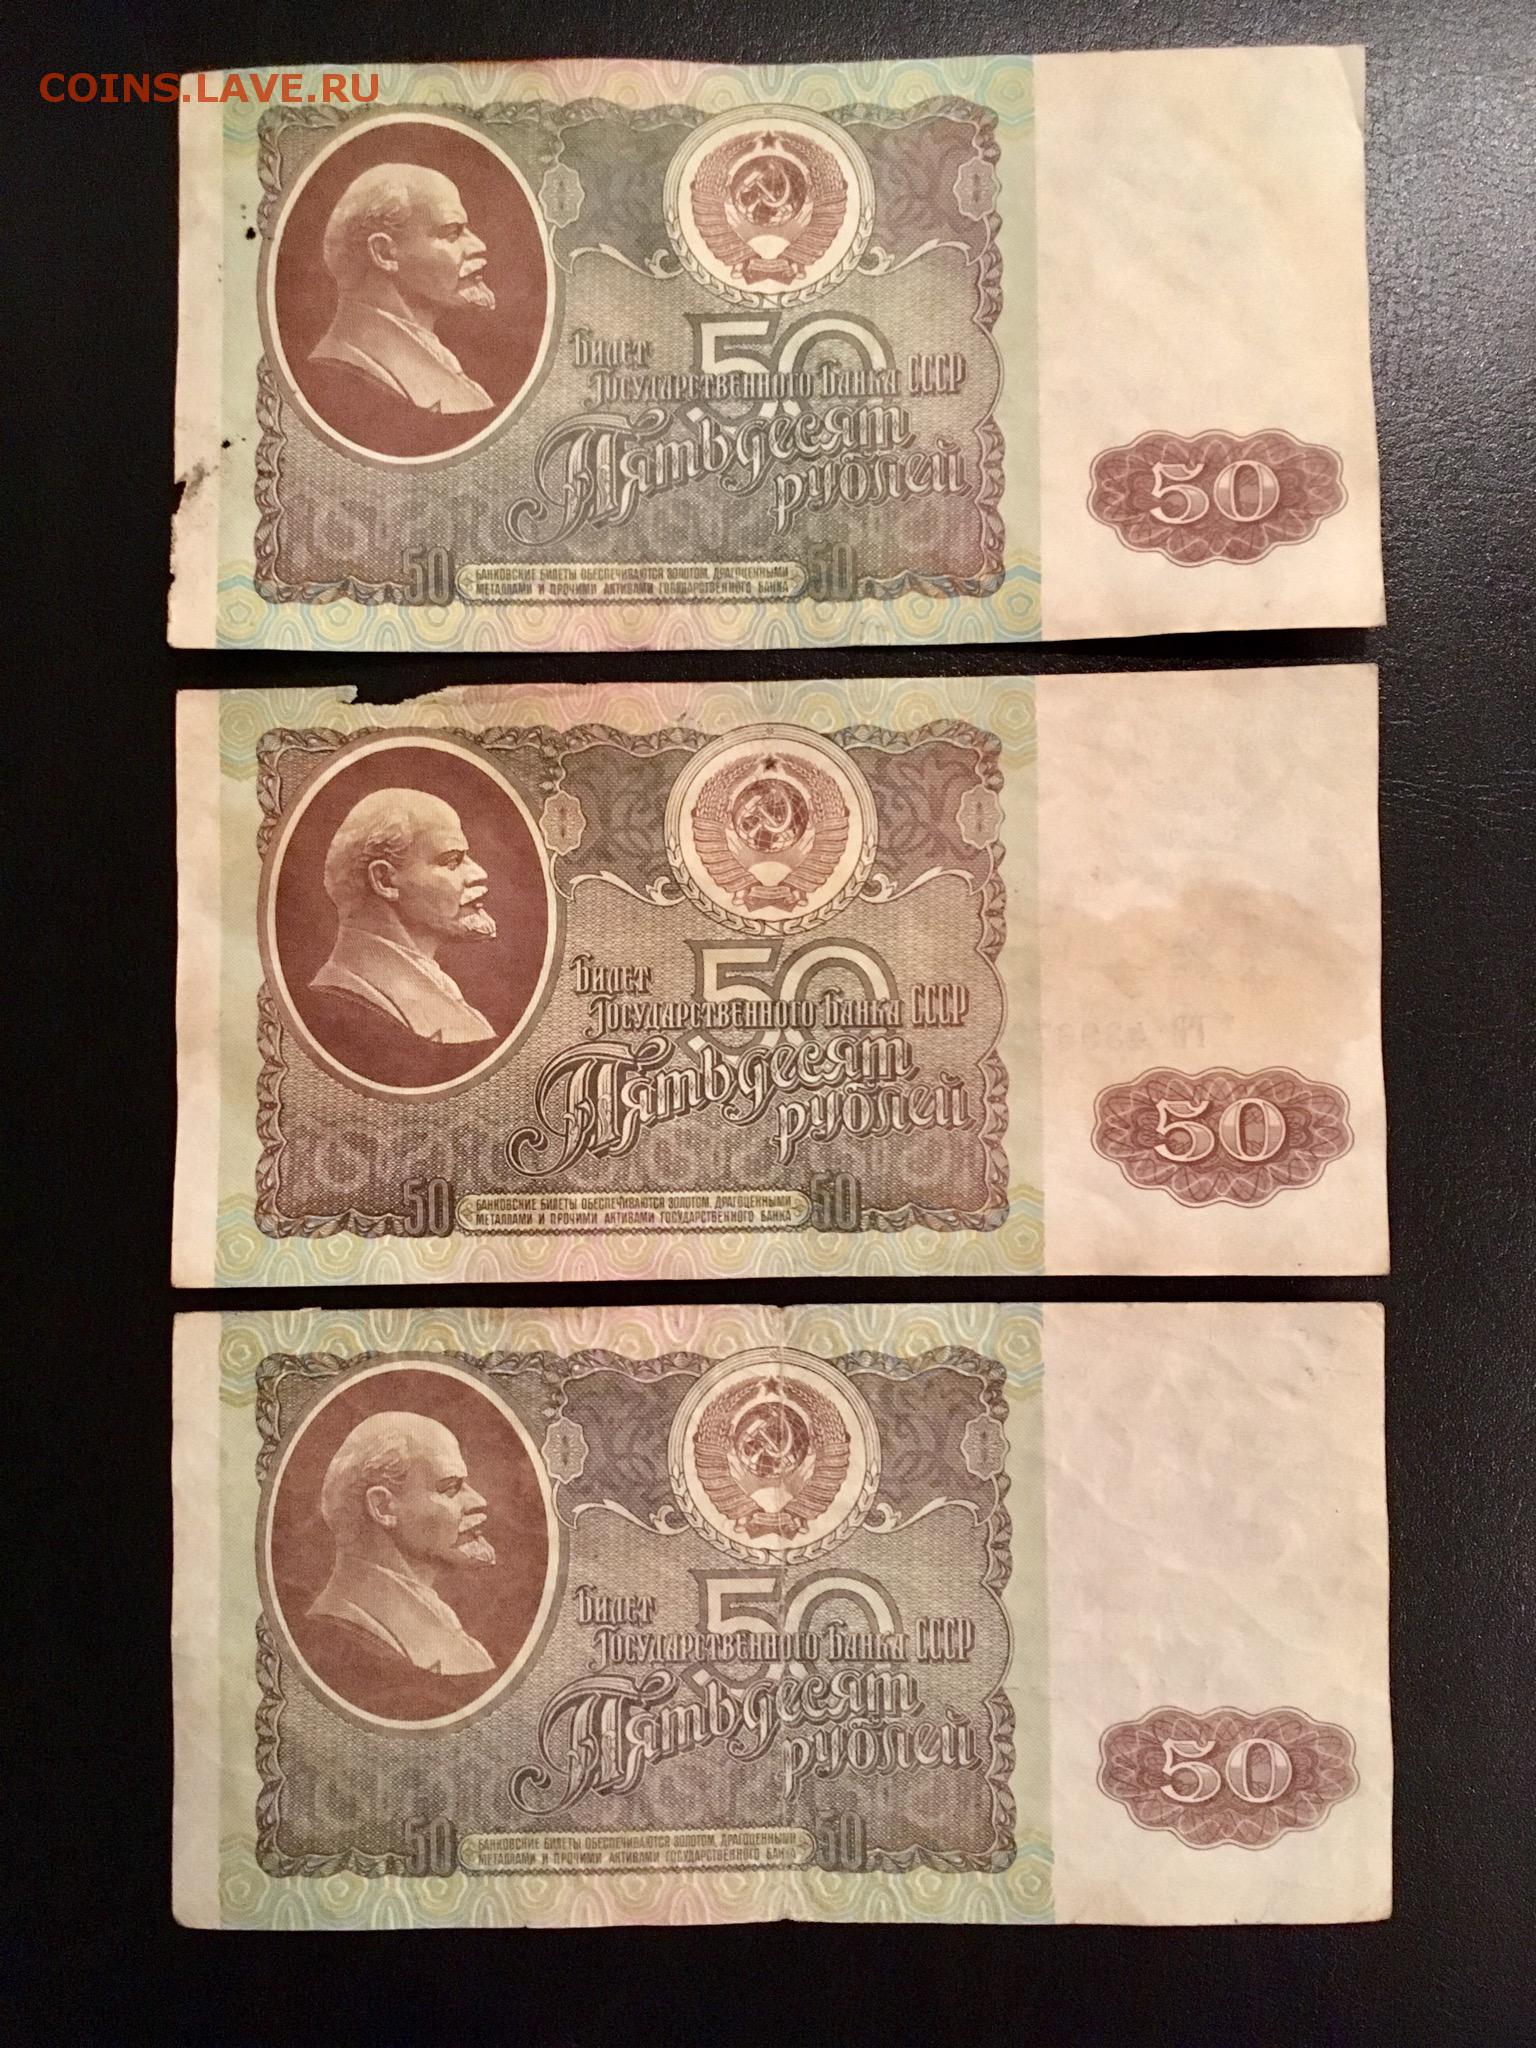 COINS.LAVE.RU
50
Билет
Государственного Банка СССР
Пятьдесят
рублей
50
50
БАНКОВСКИЕ БИЛЕТЫ ОБЕСПЕЧИВАЮТСЯ ЗОЛОТОМ, ДРАГОЦЕННЫМИ
МЕТАЛЛАМИ И ПРОЧИМИ АКТИВАМИ ГОСУДАРСТВЕННОГО БАНКА
50
50
Билет
Государственного Банка СССР
Пятьдесят
рублей
50
50
БАНКОВСКИЕ БИЛЕТЫ ОБЕСПЕЧИВАЮТСЯ ЗОЛОТОМ, ДРАГОЦЕННЫМИ
МЕТАЛЛАМИ И ПРОЧИМИ АКТИВАМИ ГОСУДАРСТВЕННОГО БАНКА
50
50
Билет
Государственного Банка СССР
Пятьдесят
рублей
50
50
БАНКОВСКИЕ БИЛЕТЫ ОБЕСПЕЧИВАЮТСЯ ЗОЛОТОМ, ДРАГОЦЕННЫМИ
МЕТАЛЛАМИ И ПРОЧИМИ АКТИВАМИ ГОСУДАРСТВЕННОГО БАНКА
50